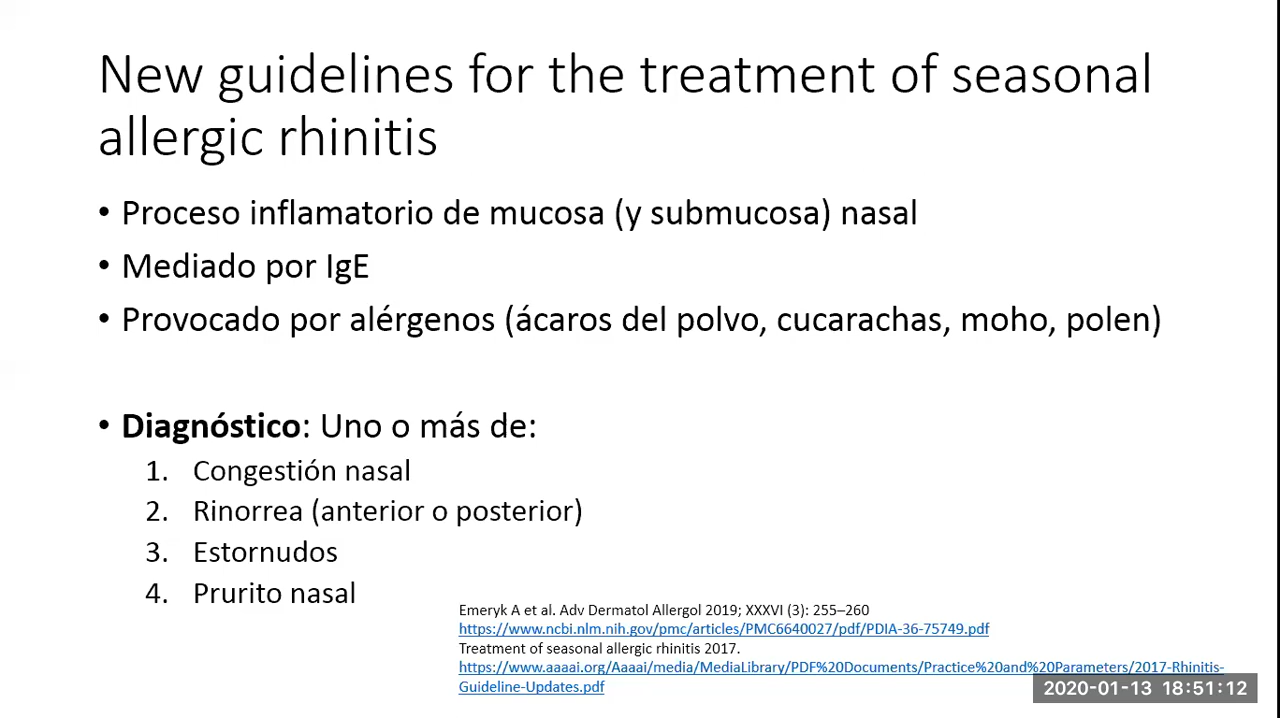 New guidelines for the treatment of seasonal
allergic rhinitis
• Proceso inflamatorio de mucosa (y submucosa) nasal
• Mediado por IgE
• Provocado por alérgenos (ácaros del polvo, cucarachas, moho, polen)
• Diagnóstico: Uno o más de:
1. Congestión nasal
2. Rinorrea (anterior o posterior)
3. Estornudos
4. Prurito nasal
Emeryk A et al. Adv Dermatol Allergol 2019; XXXVI (3): 255–260
https://www.ncbi.nlm.nih.gov/pmc/articles/PMC6640027/pdf/PDIA-36-75749.pdf
Treatment of seasonal allergic rhinitis 2017.
https://www.aaaai.org/Aaaai/media/MediaLibrary/PDF%20Documents/Practice%20and%20Parameters/2017-Rhinitis-
Guideline-Updates.pdf
2020-01-13 18:51:12